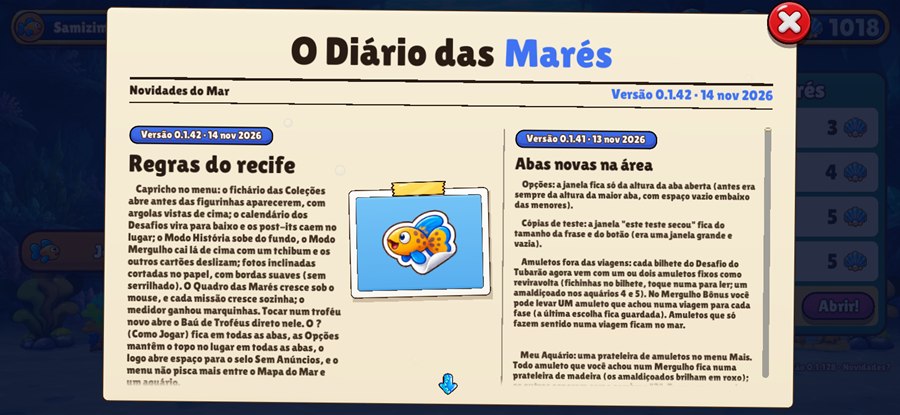 Samizin
1018
O Diário das Marés
Novidades do Mar
Versão 0.1.42 · 14 nov 2026
Versão 0.1.42 · 14 nov 2026
Regras do recife
Capricho no menu: o fichário das Coleções
abre antes das figurinhas aparecerem, com
argolas vistas de cima; o calendário dos
Desafios vira para baixo e os post-its caem no
lugar; o Modo História sobe do fundo, o Modo
Mergulho cai lá de cima com um tchibum e os
outros cartões deslizam; fotos inclinadas
cortadas no papel, com bordas suaves (sem
serrilhado). O Quadro das Marés cresce sob o
mouse, e cada missão cresce sozinha; o
medidor ganhou marquinhas. Tocar num troféu
novo abre o Baú de Troféus direto nele. O ?
(Como Jogar) fica em todas as abas, as Opções
mantêm o topo no lugar em todas as abas, o
logo abre espaço para o selo Sem Anúncios, e o
menu não pisca mais entre o Mapa do Mar e
um aquário.
Versão 0.1.41 · 13 nov 2026
Abas novas na área
Opções: a janela fica só da altura da aba aberta (antes era
sempre da altura da maior aba, com espaço vazio embaixo
das menores).
Cópias de teste: a janela "este teste secou" fica do
tamanho da frase e do botão (era uma janela grande e
vazia).
Amuletos fora das viagens: cada bilhete do Desafio do
Tubarão agora vem com um ou dois amuletos fixos como
reviravolta (fichinhas no bilhete, toque numa para ler; um
amaldiçoado nos aquários 4 e 5). No Mergulho Bônus você
pode levar UM amuleto que achou numa viagem para cada
fase (a última escolha fica guardada). Amuletos que só
fazem sentido numa viagem ficam no mar.
Meu Aquário: uma prateleira de amuletos no menu Mais.
Todo amuleto que você achou num Mergulho fica numa
prateleira de madeira (os amaldiçoados brilham em roxo);
rés
3
4
5
5
Abrir!
0.1.128 · Novidades?